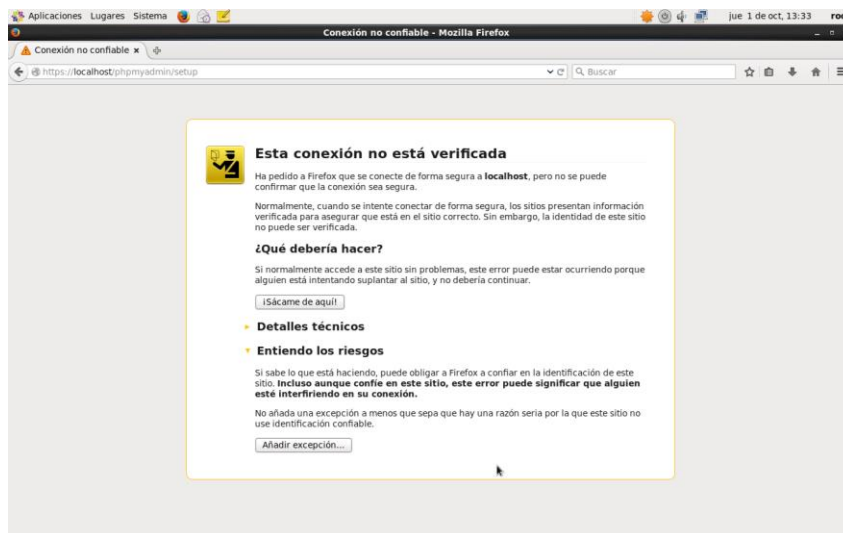 Aplicaciones Lugares Sistema jue 1 de oct, 13:33
Conexión no confiable - Mozilla Firefox
Conexión no confiable
https://localhost/phpmyadmin/setup Buscar
Esta conexión no está verificada
Ha pedido a Firefox que se conecte de forma segura a localhost, pero no se puede
confirmar que la conexión sea segura.
Normalmente, cuando se intente conectar de forma segura, los sitios presentan información
verificada para asegurar que está en el sitio correcto. Sin embargo, la identidad de este sitio
no puede ser verificada.
¿Qué debería hacer?
Si normalmente accede a este sitio sin problemas, este error puede estar ocurriendo porque
alguien está intentando suplantar al sitio, y no debería continuar.
¡Sácame de aquí!
Detalles técnicos
Entiendo los riesgos
Si sabe lo que está haciendo, puede obligar a Firefox a confiar en la identificación de este
sitio. Incluso aunque confíe en este sitio, este error puede significar que alguien
esté interfiriendo en su conexión.
No añada una excepción a menos que sepa que hay una razón seria por la que este sitio no
use identificación confiable.
Añadir excepción...